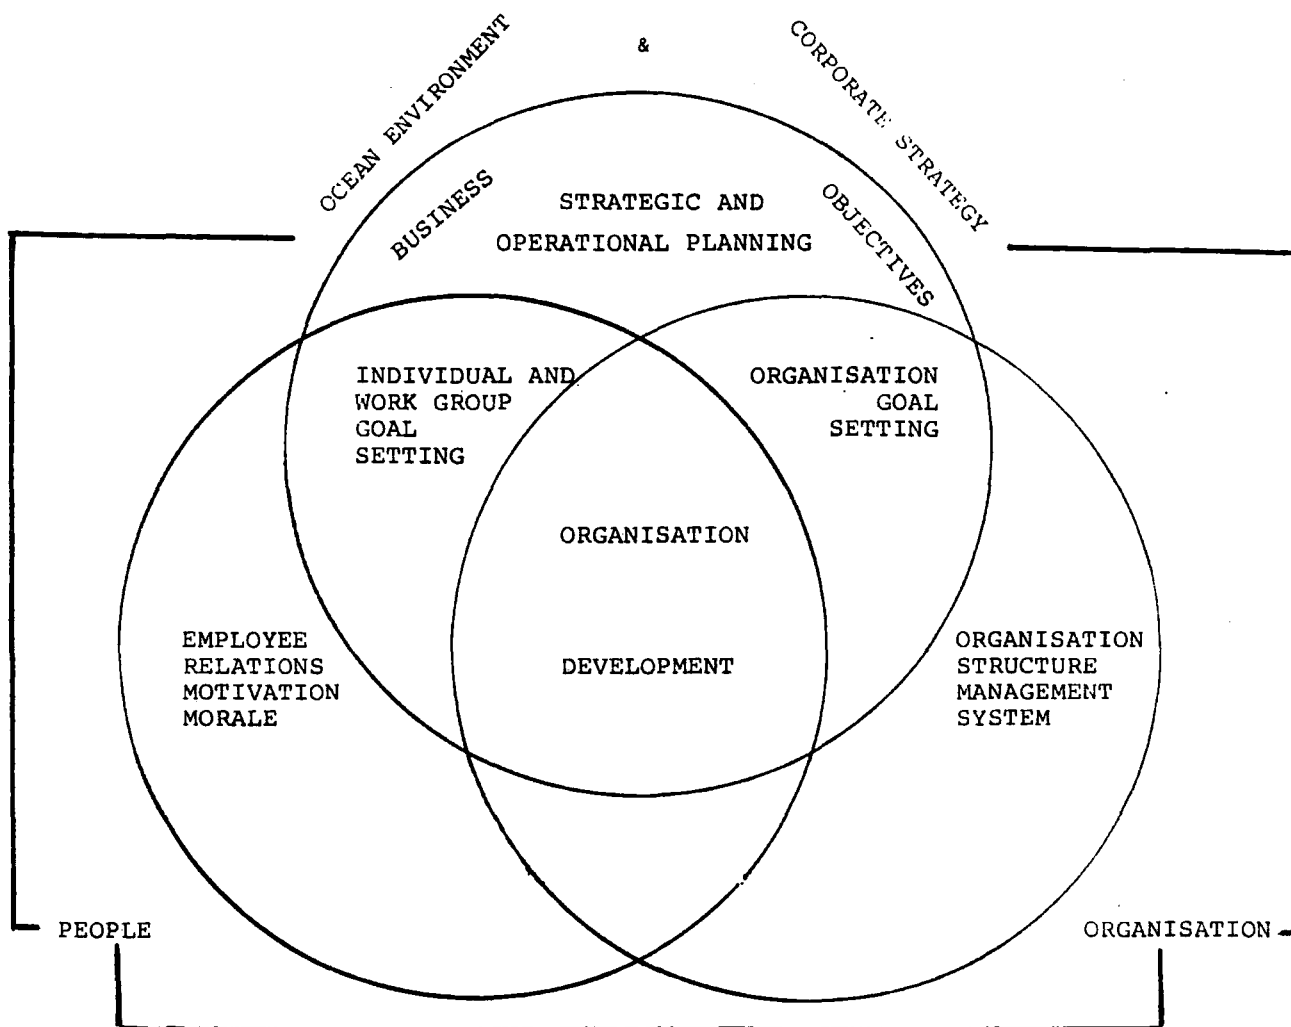 &
OCEAN ENVIRONMENT
CORPORATE STRATEGY
BUSINESS
STRATEGIC AND
OPERATIONAL PLANNING
OBJECTIVES
INDIVIDUAL AND
WORK GROUP
GOAL
SETTING
ORGANISATION
GOAL
SETTING
ORGANISATION
DEVELOPMENT
EMPLOYEE
RELATIONS
MOTIVATION
MORALE
ORGANISATION
STRUCTURE
MANAGEMENT
SYSTEM
PEOPLE
ORGANISATION